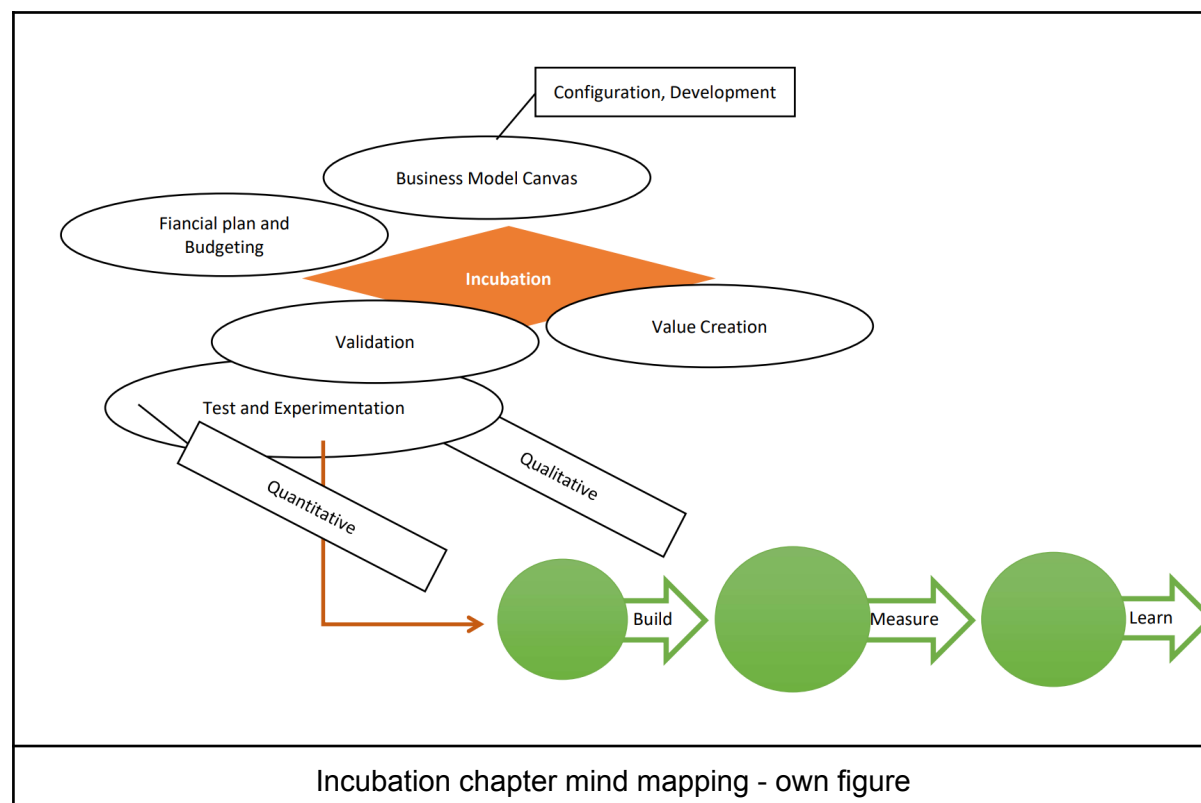 Configuration, Development
Business Model Canvas
Fiancial plan and
Budgeting
Incubation
Value Creation
Validation
Test and Experimentation
Qualitative
Quantitative
Build
Measure
Learn
Incubation chapter mind mapping - own figure